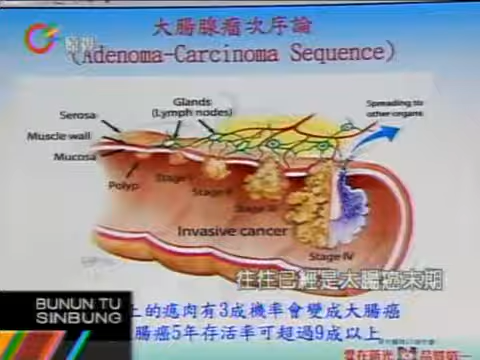 大腸腺瘤次序論
原視
(Adenoma-Carcinoma Sequence)
Glands
(Lymph nodes)
Spreading to
other organs
Serosa
Muscle wall
Mucosa
Polyp
Stage I
Stage II
Stage III
Stage IV
Invasive cancer
往往已經是大腸癌末期
BUNUN TU
SINBUNG
上的瘜肉有3成機率會變成大腸癌
腸癌5年存活率可超過9成以上